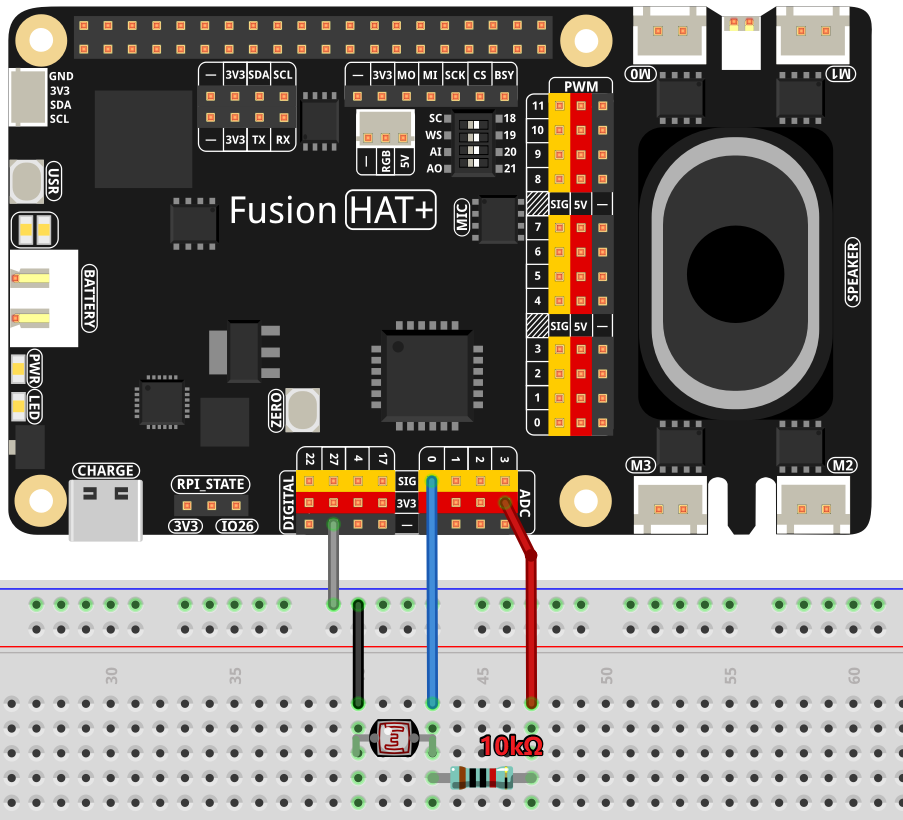 GND
3V3
SDA
SCL
— 3V3 SDA SCL
— 3V3 TX RX
— 3V3 MO MI SCK CS BSY
— RGB 5V
SC 18
WS 19
AI 20
AO 21
PWM
11
10
9
8
SIG 5V —
7
6
5
4
SIG 5V —
3
2
1
0
M0
M1
USR
Fusion HAT+
MIC
SPEAKER
BATTERY
PWR
LED
ZERO
CHARGE
RPI_STATE
3V3 IO26
DIGITAL
22 27 4 17
SIG
3V3
—
0 1 2 3
ADC
M3
M2
30 35 45 50 55 60
10kΩ